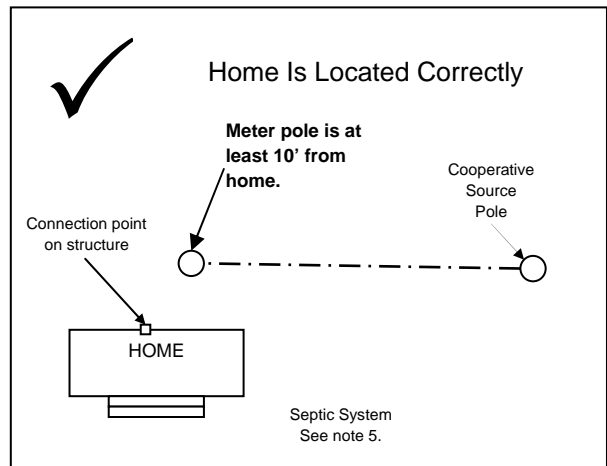 Home Is Located Correctly
Meter pole is at
least 10’ from
home.
Cooperative
Source
Pole
Connection point
on structure
HOME
Septic System
See note 5.